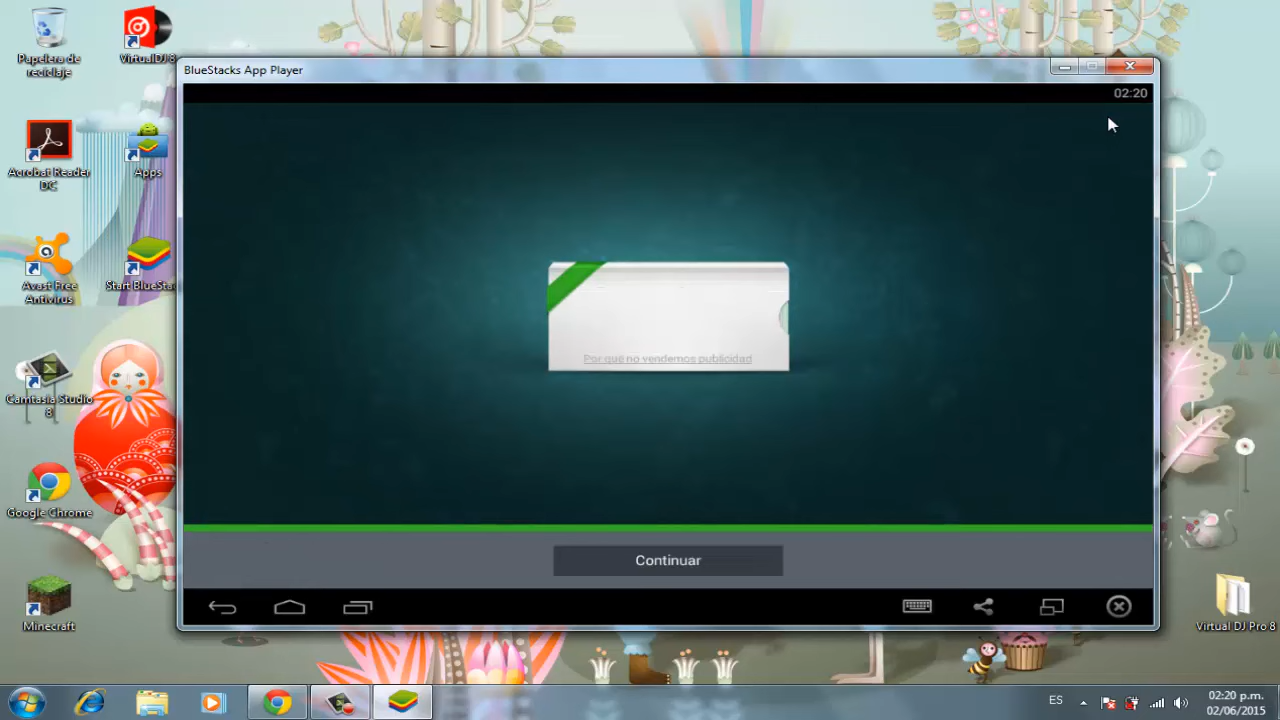 Papelera de
reciclaje
VirtualDJ 8
BlueStacks App Player
02:20
Acrobat Reader
DC
Apps
Avast Free
Antivirus
Start BlueSta
Por qué no vendemos publicidad
Camtasia Studio
8
Google Chrome
Continuar
Minecraft
Virtual DJ Pro 8
ES
02:20 p.m.
02/06/2015